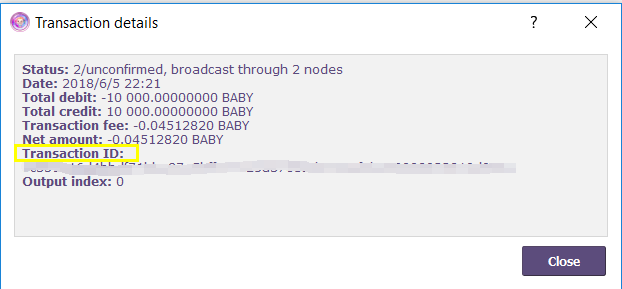 Transaction details
?
Status: 2/unconfirmed, broadcast through 2 nodes
Date: 2018/6/5 22:21
Total debit: -10 000.00000000 BABY
Total credit: 10 000.00000000 BABY
Transaction fee: -0.04512820 BABY
Net amount: -0.04512820 BABY
Transaction ID:
Output index: 0
Close